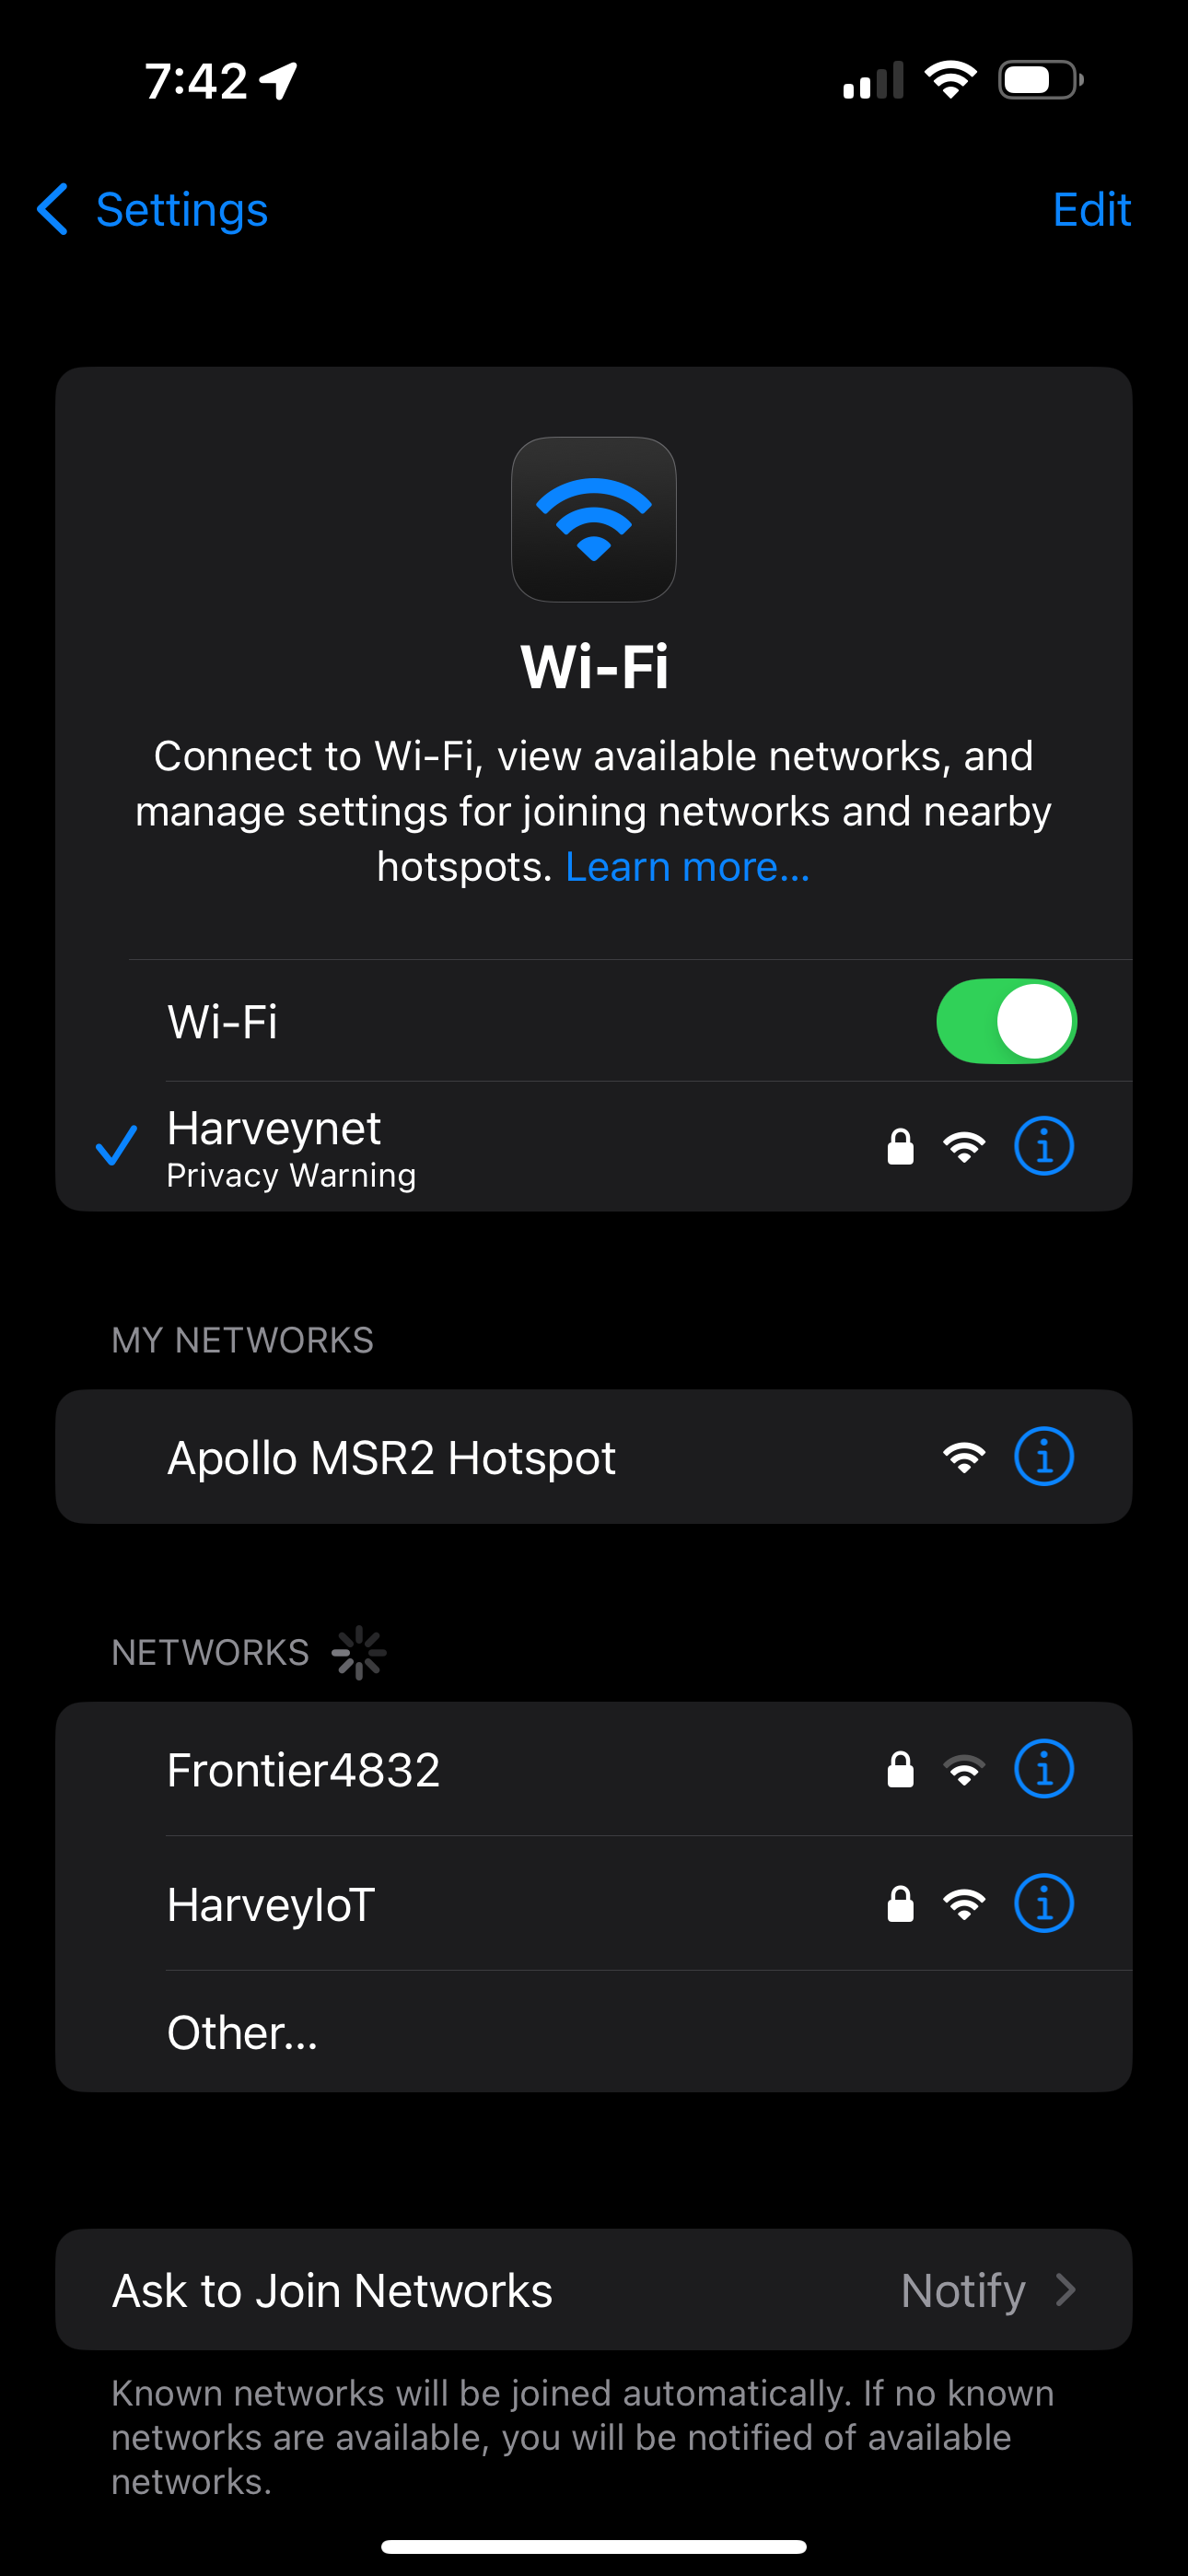 7:42
Settings
Edit
Wi-Fi
Connect to Wi-Fi, view available networks, and
manage settings for joining networks and nearby
hotspots. Learn more...
Wi-Fi
Harveynet
Privacy Warning
MY NETWORKS
Apollo MSR2 Hotspot
NETWORKS
Frontier4832
HarveyIoT
Other...
Ask to Join Networks
Notify
Known networks will be joined automatically. If no known
networks are available, you will be notified of available
networks.